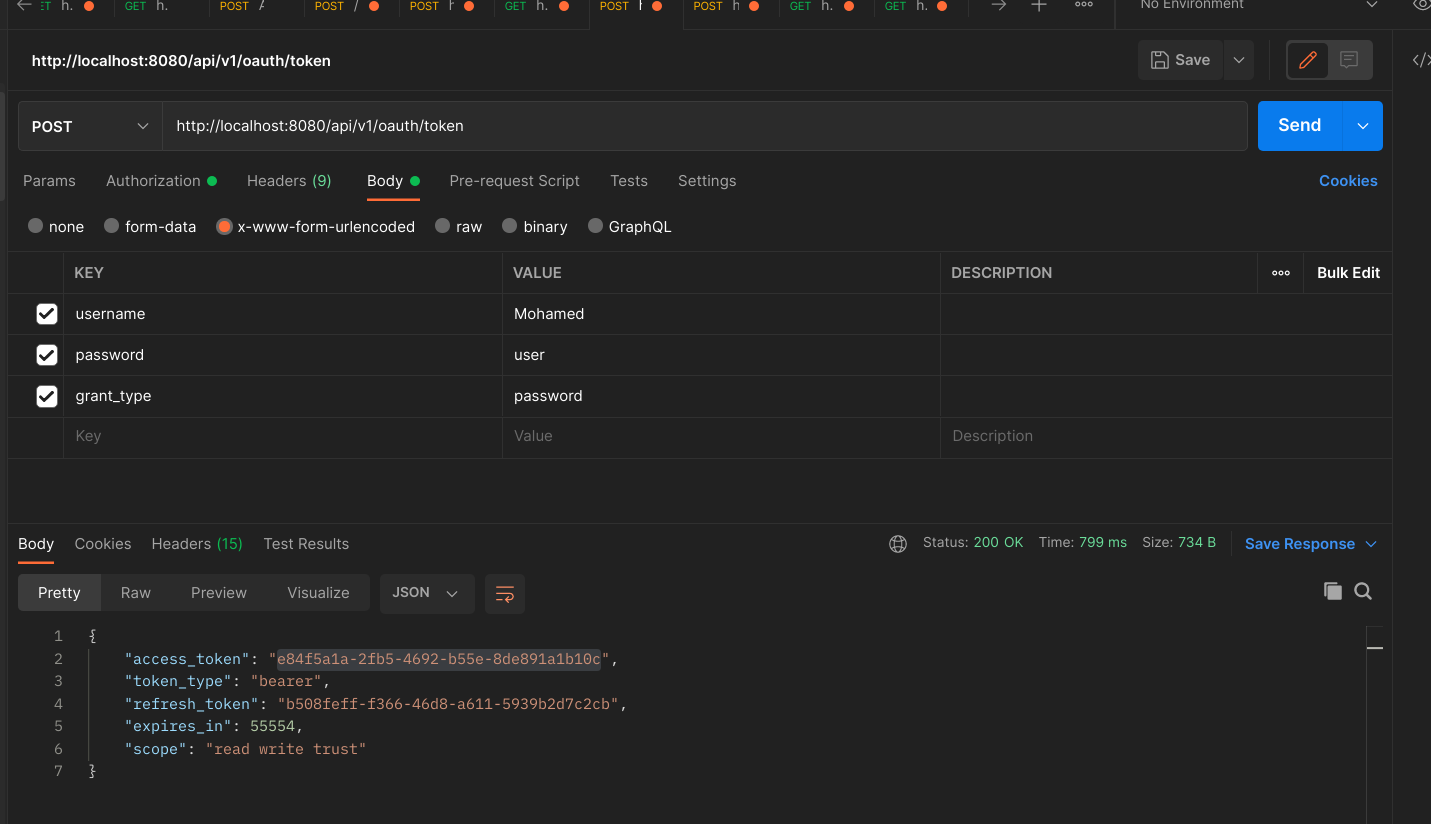 ET h. GET h. POST POST POST GET h. POST POST h GET h. GET h. No Environment
http://localhost:8080/api/v1/oauth/token Save
POST http://localhost:8080/api/v1/oauth/token Send
Params Authorization Headers (9) Body Pre-request Script Tests Settings Cookies
none form-data x-www-form-urlencoded raw binary GraphQL
KEY VALUE DESCRIPTION Bulk Edit
username Mohamed
password user
grant_type password
Key Value Description
Body Cookies Headers (15) Test Results Status: 200 OK Time: 799 ms Size: 734 B Save Response
Pretty Raw Preview Visualize JSON
1 {
2 "access_token": "e84f5a1a-2fb5-4692-b55e-8de891a1b10c",
3 "token_type": "bearer",
4 "refresh_token": "b508feff-f366-46d8-a611-5939b2d7c2cb",
5 "expires_in": 55554,
6 "scope": "read write trust"
7 }